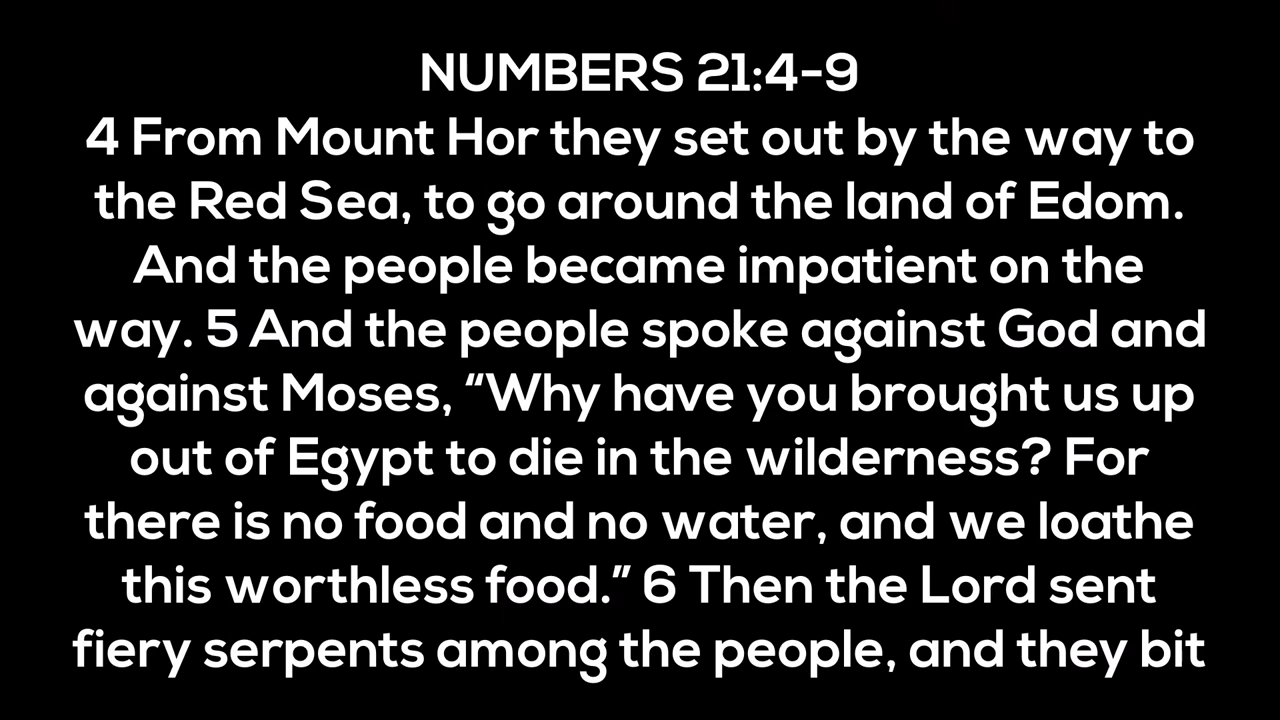 NUMBERS 21:4-9
4 From Mount Hor they set out by the way to
the Red Sea, to go around the land of Edom.
And the people became impatient on the
way. 5 And the people spoke against God and
against Moses, “Why have you brought us up
out of Egypt to die in the wilderness? For
there is no food and no water, and we loathe
this worthless food.” 6 Then the Lord sent
fiery serpents among the people, and they bit